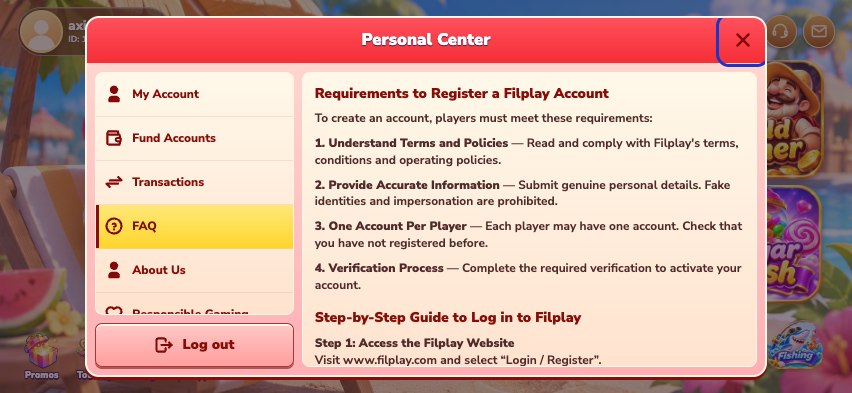 Personal Center
My Account
Fund Accounts
Transactions
FAQ
About Us
Responsible Gaming
Log out
Requirements to Register a Filplay Account
To create an account, players must meet these requirements:
1. Understand Terms and Policies — Read and comply with Filplay's terms,
conditions and operating policies.
2. Provide Accurate Information — Submit genuine personal details. Fake
identities and impersonation are prohibited.
3. One Account Per Player — Each player may have one account. Check that
you have not registered before.
4. Verification Process — Complete the required verification to activate your
account.
Step-by-Step Guide to Log in to Filplay
Step 1: Access the Filplay Website
Visit www.filplay.com and select “Login / Register”.
ID:
Promos
Fishing